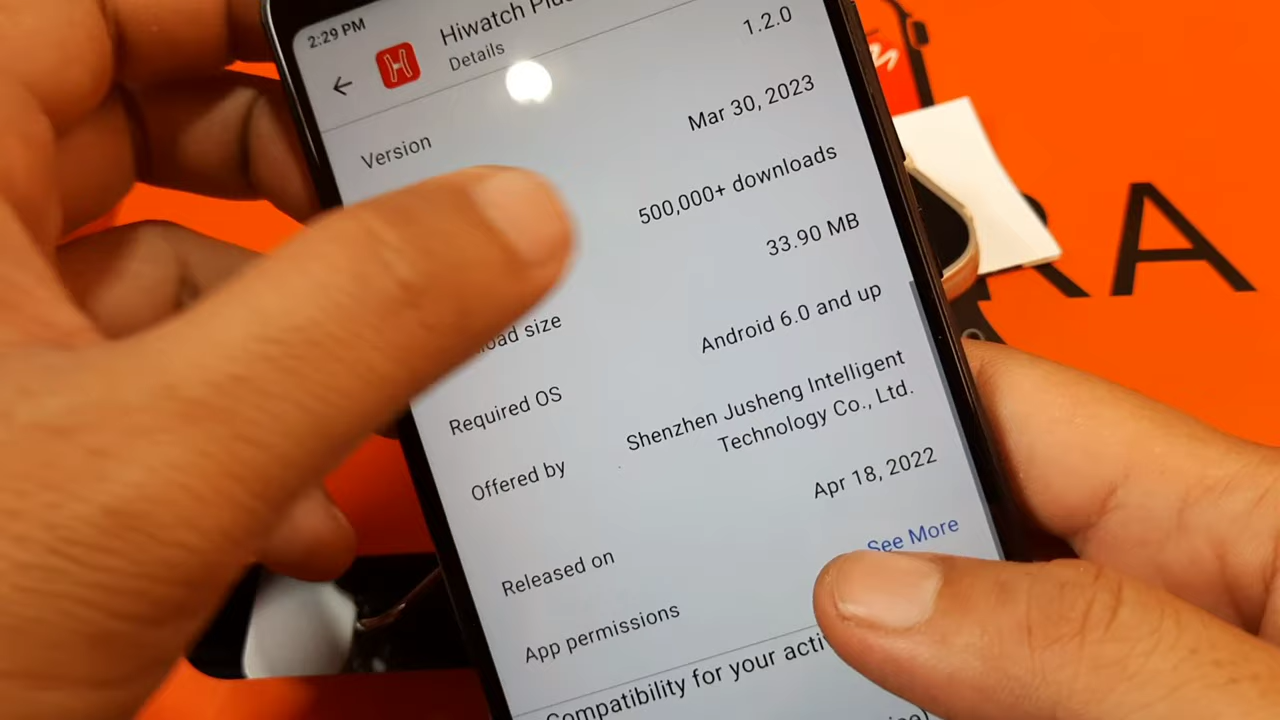 2:29 PM
Hiwatch
Details
Version
1.2.0
Mar 30, 2023
500,000+ downloads
size
33.90 MB
Required OS
Android 6.0 and up
Offered by
Shenzhen Jusheng Intelligent
Technology Co., Ltd.
Released on
Apr 18, 2022
App permissions
See More
Compatibility for your
RA